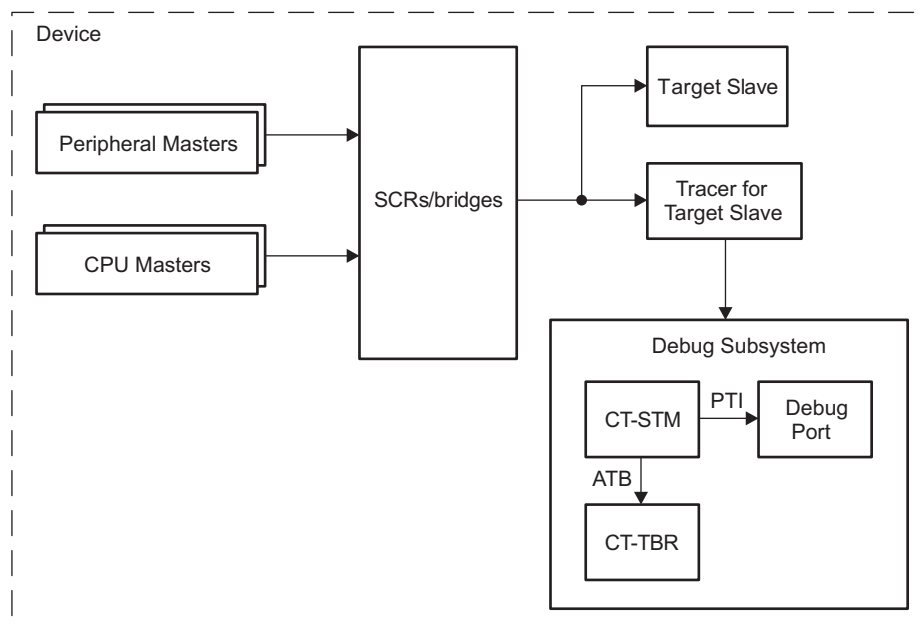 Device
Peripheral Masters
CPU Masters
SCRs/bridges
Target Slave
Tracer for
Target Slave
Debug Subsystem
CT-STM
PTI
Debug
Port
ATB
CT-TBR